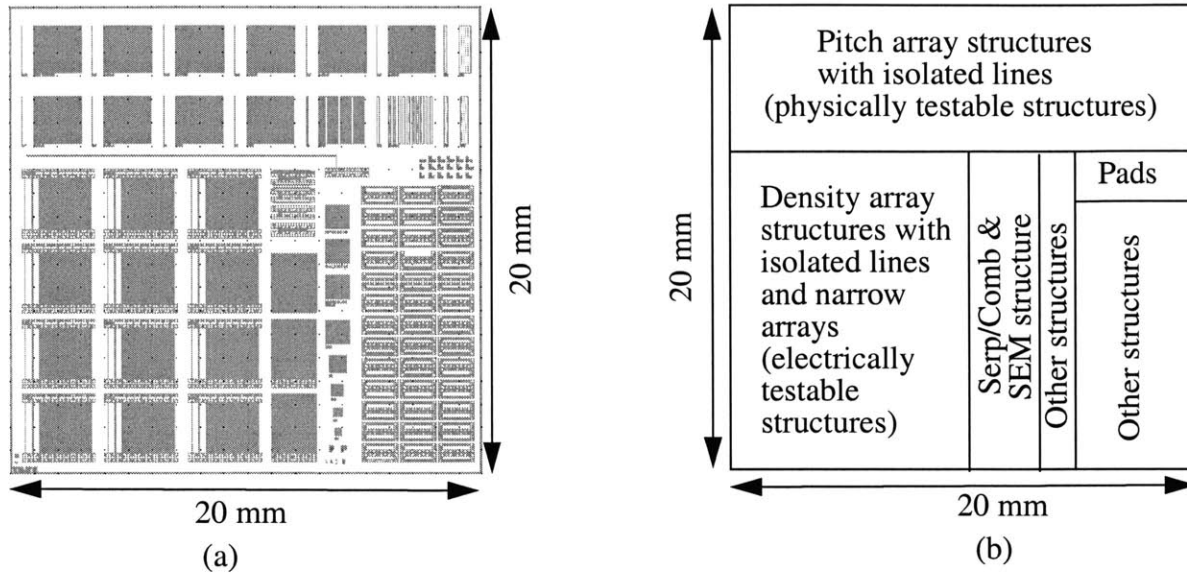 20 mm
20 mm
(a)
Pitch array structures
with isolated lines
(physically testable structures)
Density array
structures with
isolated lines
and narrow
arrays
(electrically
testable
structures)
Serp/Comb &
SEM structure
Other structures
Pads
Other structures
20 mm
20 mm
(b)